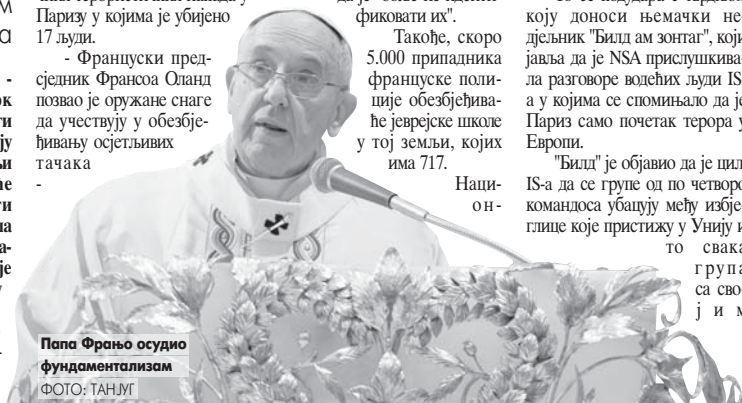 Паризу у којима је убијено
17 људи.
- Француски пред-
сједник Франсоа Оланд
позвао је оружане снаге
да учествују у обезбје-
ђивању осјетљивих
тачака
-
фиковати их".
Такође, скоро
5.000 припадника
француске поли-
ције обезбјеђива-
ће јеврејске школе
у тој земљи, којих
има 717.
Наци-
он-
коју доноси њемачки не-
дјељник "Билд ам зонтаг", који
јавља да је NSA прислушкива-
ла разговоре водећих људи IS-
а у којима се спомињало да је
Париз само почетак терора у
Европи.
"Билд" је објавио да је циљ
IS-а да се групе од по четворо
командоса убацују међу избје-
глице које пристижу у Унију и
то свака
група
са сво-
јим
Папа Фрањо осудио
фундаментализам
ФОТО: ТАНЈУГ